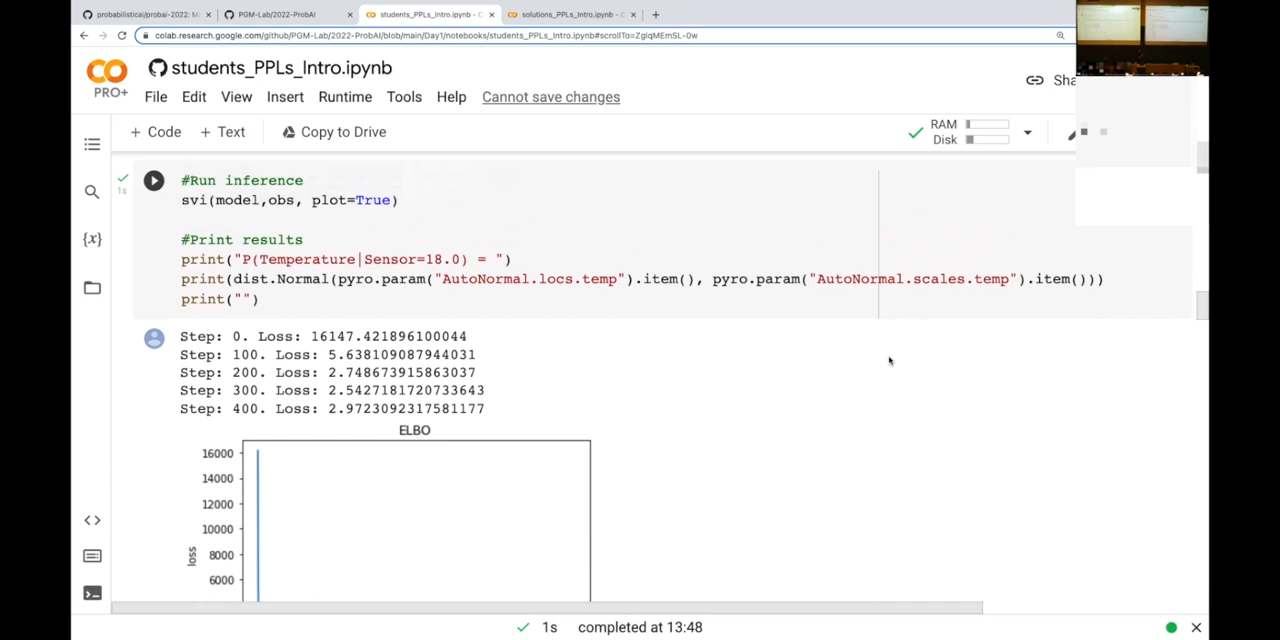 probabilisticai/probai-2022: M
PGM-Lab/2022-ProbAI
students_PPLs_Intro.ipynb - C
solutions_PPLs_Intro.ipynb - C
colab.research.google.com/github/PGM-Lab/2022-ProbAI/blob/main/Day1/notebooks/students_PPLs_Intro.ipynb#scrollTo=ZglqMEmSL-0w
CO
PRO+
students_PPLs_Intro.ipynb
File Edit View Insert Runtime Tools Help Cannot save changes
Sha
+ Code + Text Copy to Drive
RAM
Disk
1s
#Run inference
svi(model,obs, plot=True)
#Print results
print("P(Temperature|Sensor=18.0) = ")
print(dist.Normal(pyro.param("AutoNormal.locs.temp").item(), pyro.param("AutoNormal.scales.temp").item()))
print("")
{x}
Step: 0. Loss: 16147.421896100044
Step: 100. Loss: 5.638109087944031
Step: 200. Loss: 2.748673915863037
Step: 300. Loss: 2.5427181720733643
Step: 400. Loss: 2.9723092317581177
ELBO
16000
14000
12000
10000
8000
6000
loss
1s completed at 13:48